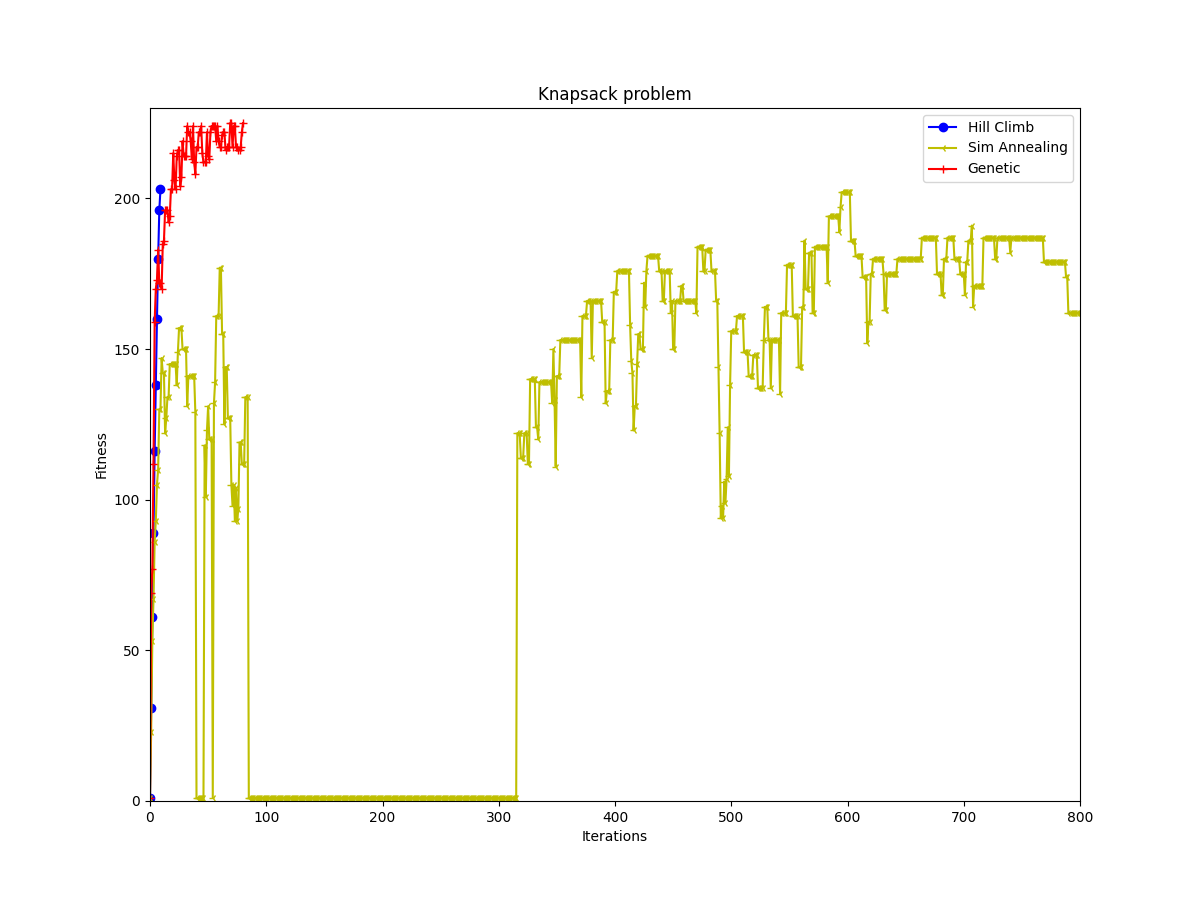 Knapsack problem
Hill Climb
Sim Annealing
Genetic
Fitness
200
150
100
50
0
0 100 200 300 400 500 600 700 800
Iterations